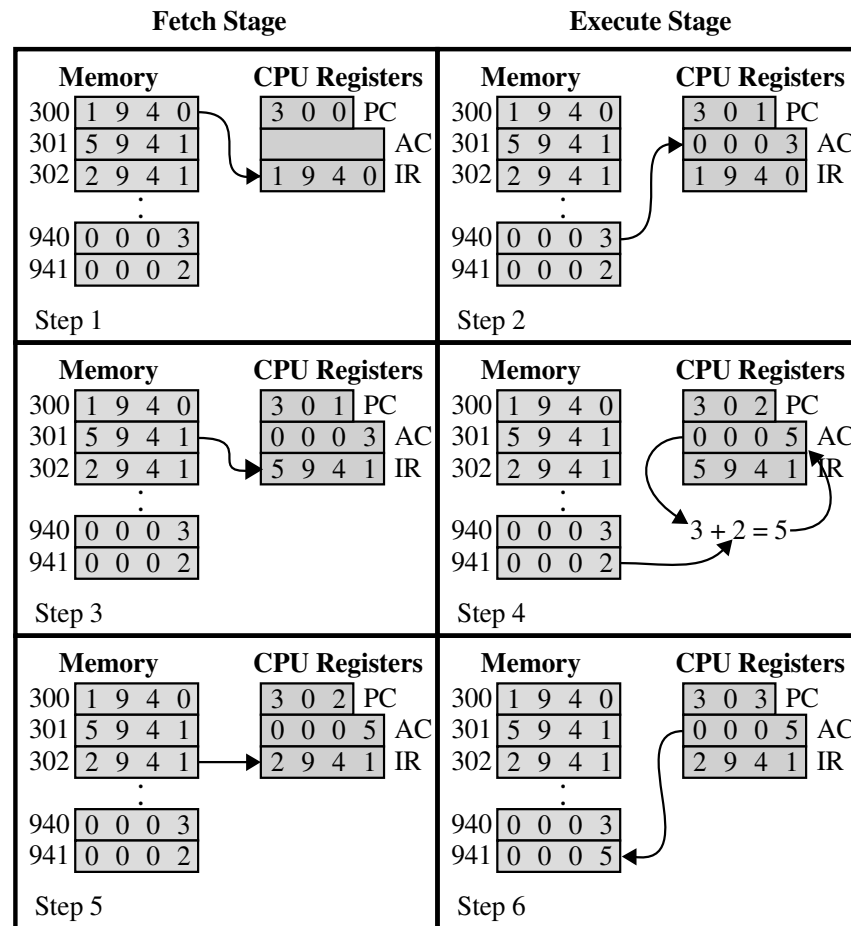 Fetch Stage Execute Stage
Memory CPU Registers
300 1 9 4 0 3 0 0 PC
301 5 9 4 1 AC
302 2 9 4 1 1 9 4 0 IR
:
940 0 0 0 3
941 0 0 0 2
Step 1
Memory CPU Registers
300 1 9 4 0 3 0 1 PC
301 5 9 4 1 0 0 0 3 AC
302 2 9 4 1 1 9 4 0 IR
:
940 0 0 0 3
941 0 0 0 2
Step 2
Memory CPU Registers
300 1 9 4 0 3 0 1 PC
301 5 9 4 1 0 0 0 3 AC
302 2 9 4 1 5 9 4 1 IR
:
940 0 0 0 3
941 0 0 0 2
Step 3
Memory CPU Registers
300 1 9 4 0 3 0 2 PC
301 5 9 4 1 0 0 0 5 AC
302 2 9 4 1 5 9 4 1 IR
:
940 0 0 0 3 3 + 2 = 5
941 0 0 0 2
Step 4
Memory CPU Registers
300 1 9 4 0 3 0 2 PC
301 5 9 4 1 0 0 0 5 AC
302 2 9 4 1 2 9 4 1 IR
:
940 0 0 0 3
941 0 0 0 2
Step 5
Memory CPU Registers
300 1 9 4 0 3 0 3 PC
301 5 9 4 1 0 0 0 5 AC
302 2 9 4 1 2 9 4 1 IR
:
940 0 0 0 3
941 0 0 0 5
Step 6